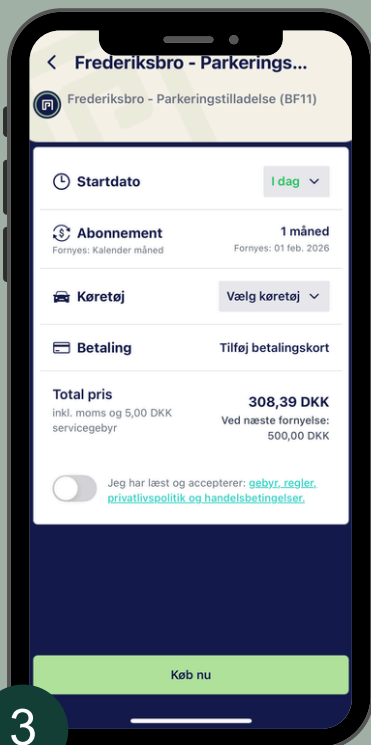 Frederiksbro - Parkerings...
Frederiksbro - Parkeringstilladelse (BF11)
Startdato
I dag
Abonnement
1 måned
Fornyes: Kalender måned
Fornyes: 01 feb. 2026
Køretøj
Vælg køretøj
Betaling
Tilføj betalingskort
Total pris
308,39 DKK
inkl. moms og 5,00 DKK
servicegebyr
Ved næste fornyelse:
500,00 DKK
Jeg har læst og accepterer: gebyr, regler,
privatlivspolitik og handelsbetingelser.
Køb nu
3